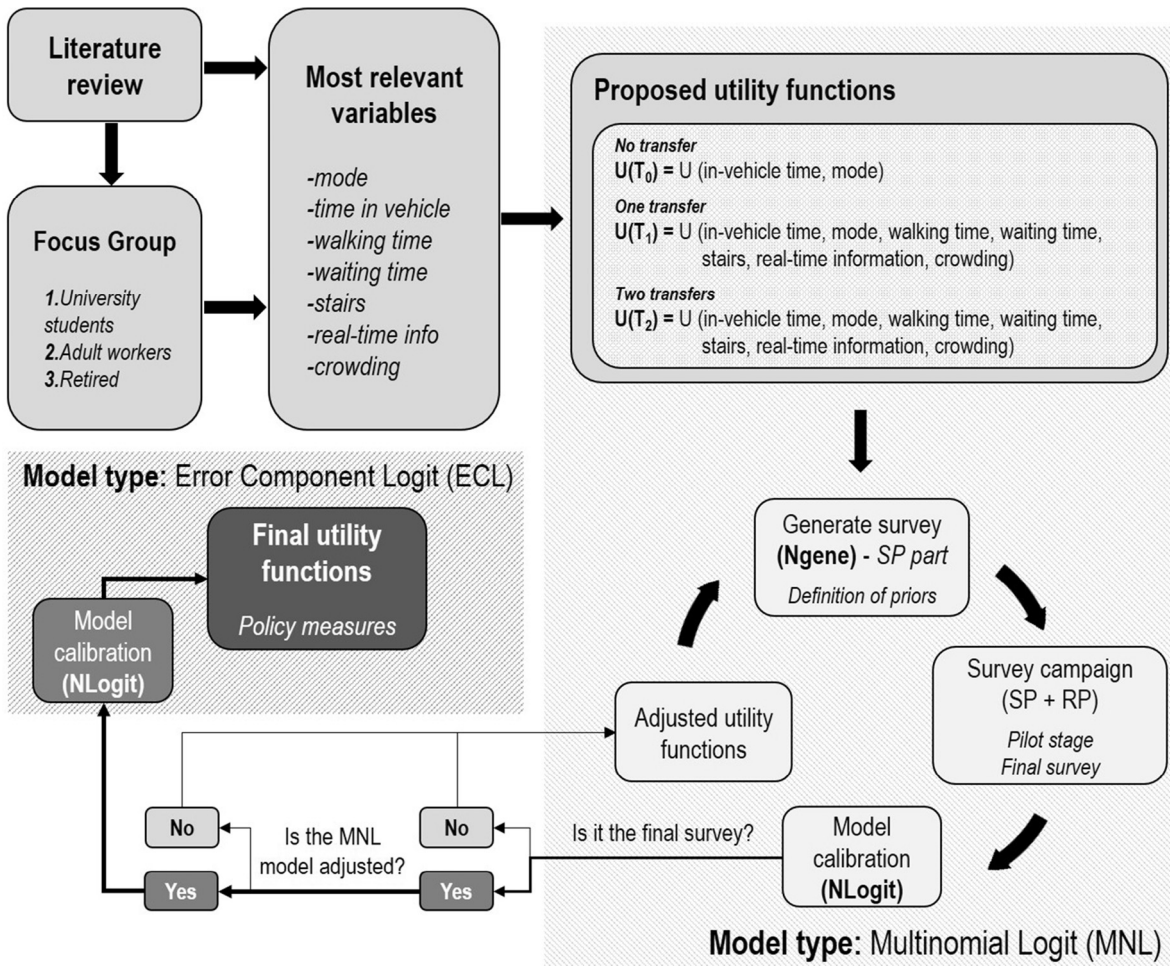 Literature
review
Most relevant
variables
-mode
-time in vehicle
-walking time
-waiting time
-stairs
-real-time info
-crowding
Focus Group
1.University
students
2.Adult workers
3.Retired
Proposed utility functions
No transfer
U(T₀) = U (in-vehicle time, mode)
One transfer
U(T₁) = U (in-vehicle time, mode, walking time, waiting time,
stairs, real-time information, crowding)
Two transfers
U(T₂) = U (in-vehicle time, mode, walking time, waiting time,
stairs, real-time information, crowding)
Generate survey
(Ngene) - SP part
Definition of priors
Survey campaign
(SP + RP)
Pilot stage
Final survey
Model
calibration
(NLogit)
Adjusted utility
functions
Is it the final survey?
No
Yes
Is the MNL
model adjusted?
No
Yes
Model type: Error Component Logit (ECL)
Model
calibration
(NLogit)
Final utility
functions
Policy measures
Model type: Multinomial Logit (MNL)